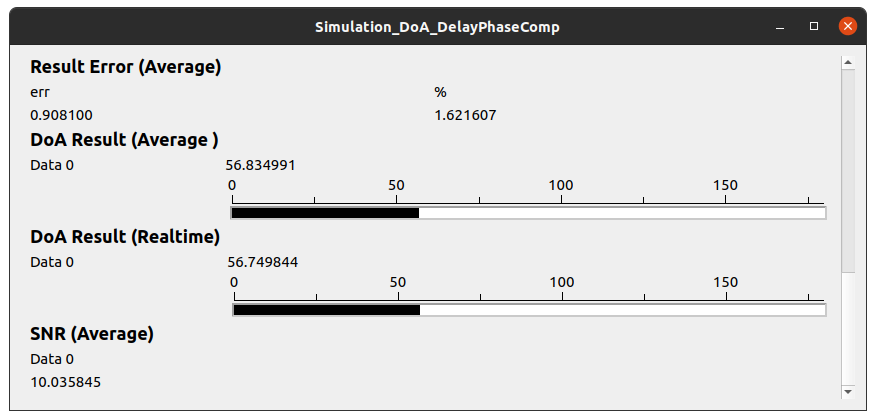 Simulation_DoA_DelayPhaseComp
Result Error (Average)
err %
0.908100 1.621607
DoA Result (Average )
Data 0 56.834991
0 50 100 150
DoA Result (Realtime)
Data 0 56.749844
0 50 100 150
SNR (Average)
Data 0
10.035845